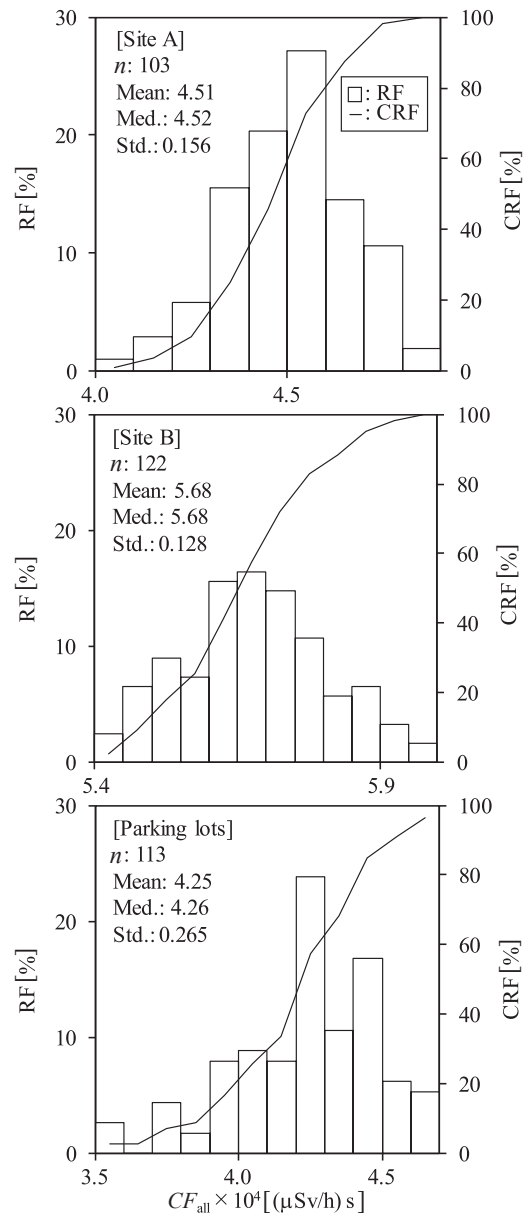 30
100
[Site A]
n: 103
Mean: 4.51
Med.: 4.52
Std.: 0.156
□: RF
—: CRF
80
20
60
RF [%]
CRF [%]
40
10
20
0
0
4.0
4.5
30
100
[Site B]
n: 122
Mean: 5.68
Med.: 5.68
Std.: 0.128
80
20
60
RF [%]
CRF [%]
40
10
20
0
0
5.4
5.9
30
100
[Parking lots]
n: 113
Mean: 4.25
Med.: 4.26
Std.: 0.265
80
20
60
RF [%]
CRF [%]
40
10
20
0
0
3.5
4.0
4.5
CFall × 10⁴ [(μSv/h) s]